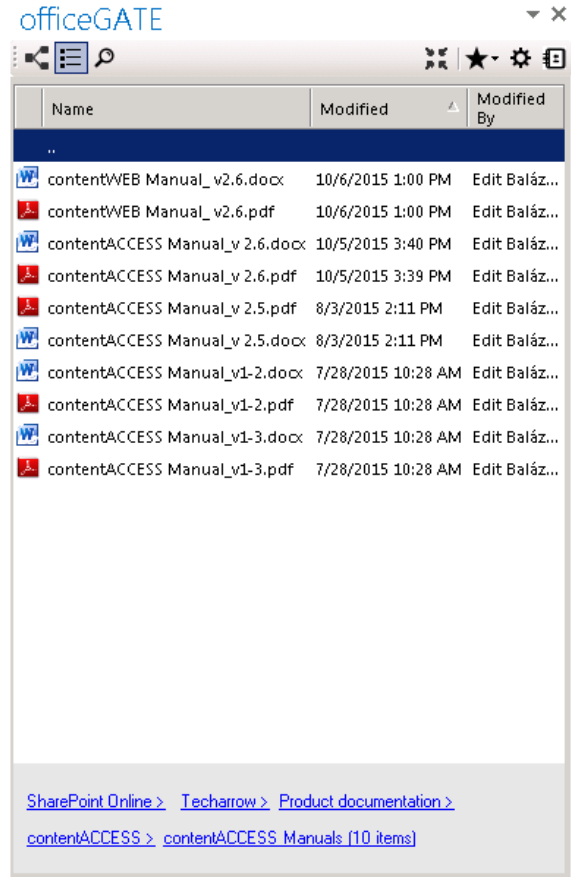 officeGATE
Name Modified Modified By
..
contentWEB Manual_ v2.6.docx 10/6/2015 1:00 PM Edit Baláz...
contentWEB Manual_ v2.6.pdf 10/6/2015 1:00 PM Edit Baláz...
contentACCESS Manual_v 2.6.docx 10/5/2015 3:40 PM Edit Baláz...
contentACCESS Manual_v 2.6.pdf 10/5/2015 3:39 PM Edit Baláz...
contentACCESS Manual_v 2.5.pdf 8/3/2015 2:11 PM Edit Baláz...
contentACCESS Manual_v 2.5.docx 8/3/2015 2:11 PM Edit Baláz...
contentACCESS Manual_v1-2.docx 7/28/2015 10:28 AM Edit Baláz...
contentACCESS Manual_v1-2.pdf 7/28/2015 10:28 AM Edit Baláz...
contentACCESS Manual_v1-3.docx 7/28/2015 10:28 AM Edit Baláz...
contentACCESS Manual_v1-3.pdf 7/28/2015 10:28 AM Edit Baláz...
SharePoint Online > Techarrow > Product documentation >
contentACCESS > contentACCESS Manuals (10 items)